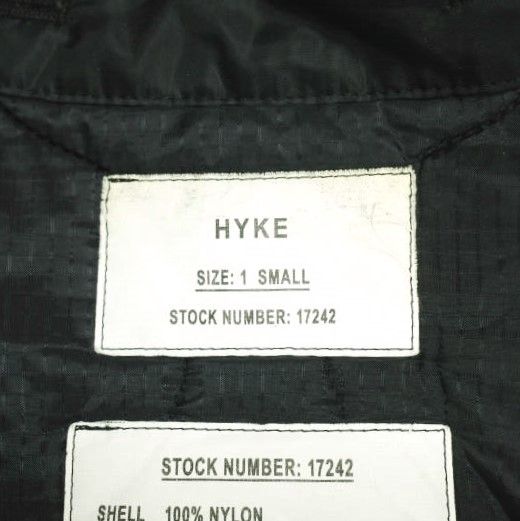 HYKE
SIZE: 1 SMALL
STOCK NUMBER: 17242
STOCK NUMBER: 17242
SHELL 100% NYLON